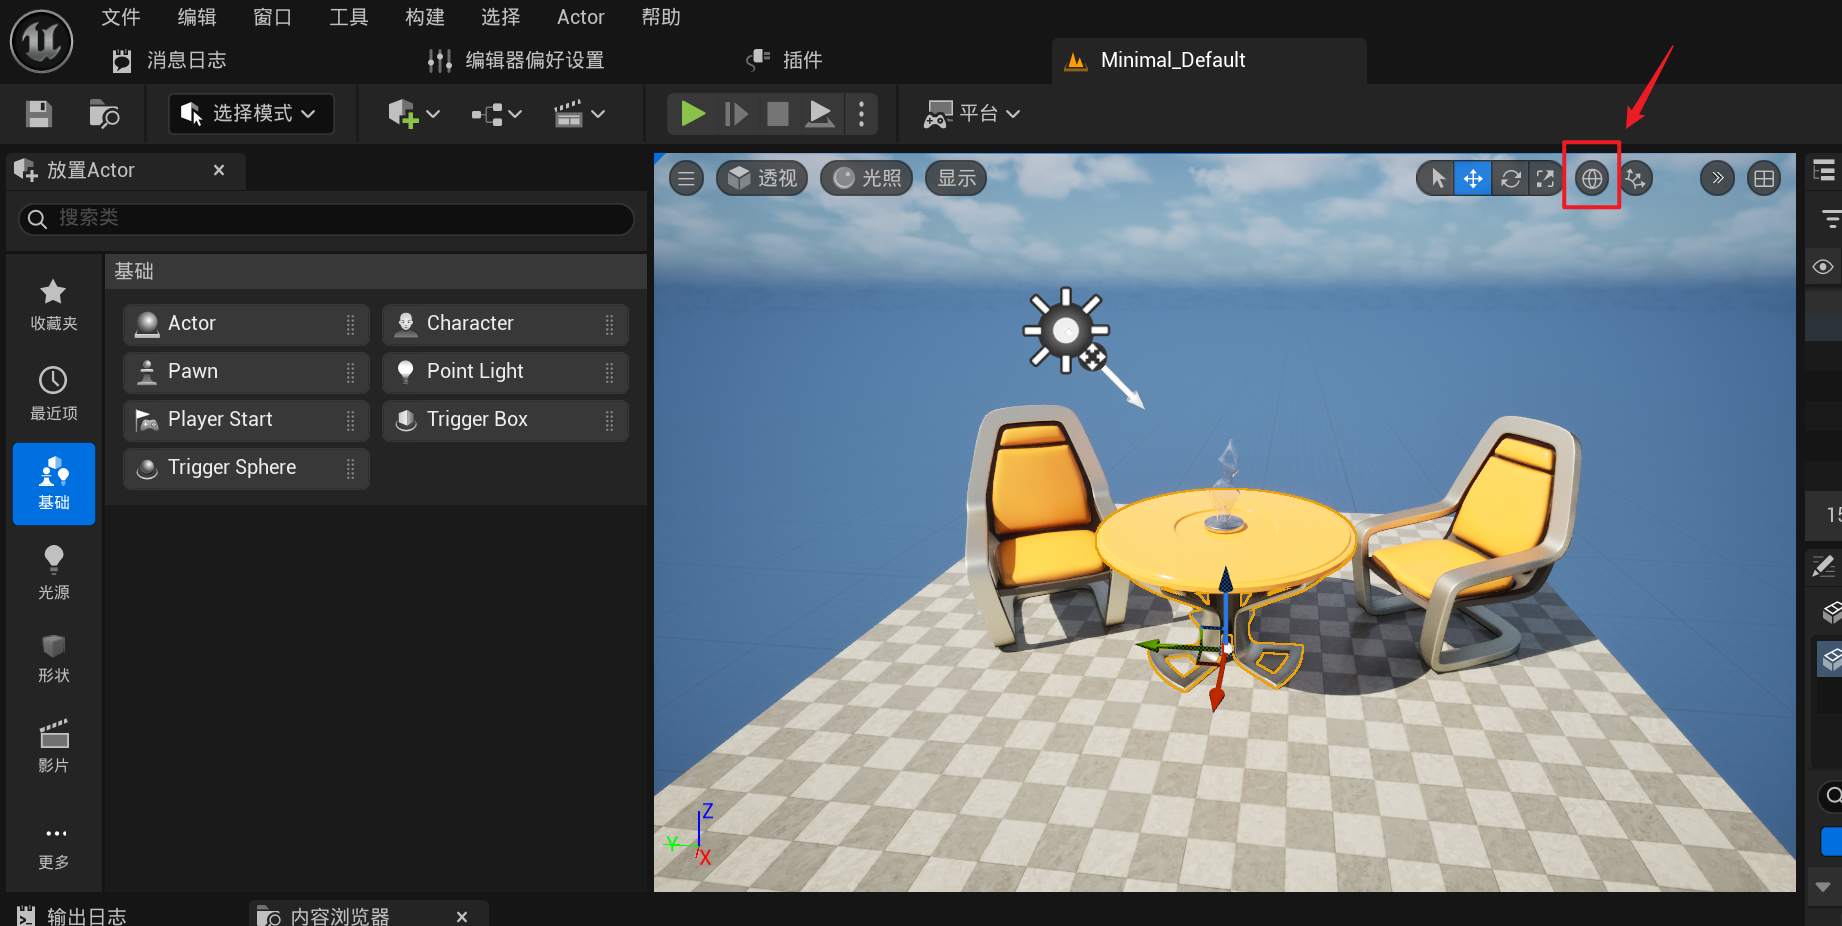 文件 编辑 窗口 工具 构建 选择 Actor 帮助
消息日志 编辑器偏好设置 插件 Minimal_Default
选择模式 平台
放置Actor
透视 光照 显示
搜索类
基础
收藏夹
Actor Character
Pawn Point Light
最近项
Player Start Trigger Box
Trigger Sphere
基础
15
光源
形状
影片
Z
Y
X
更多
输出日志 内容浏览器